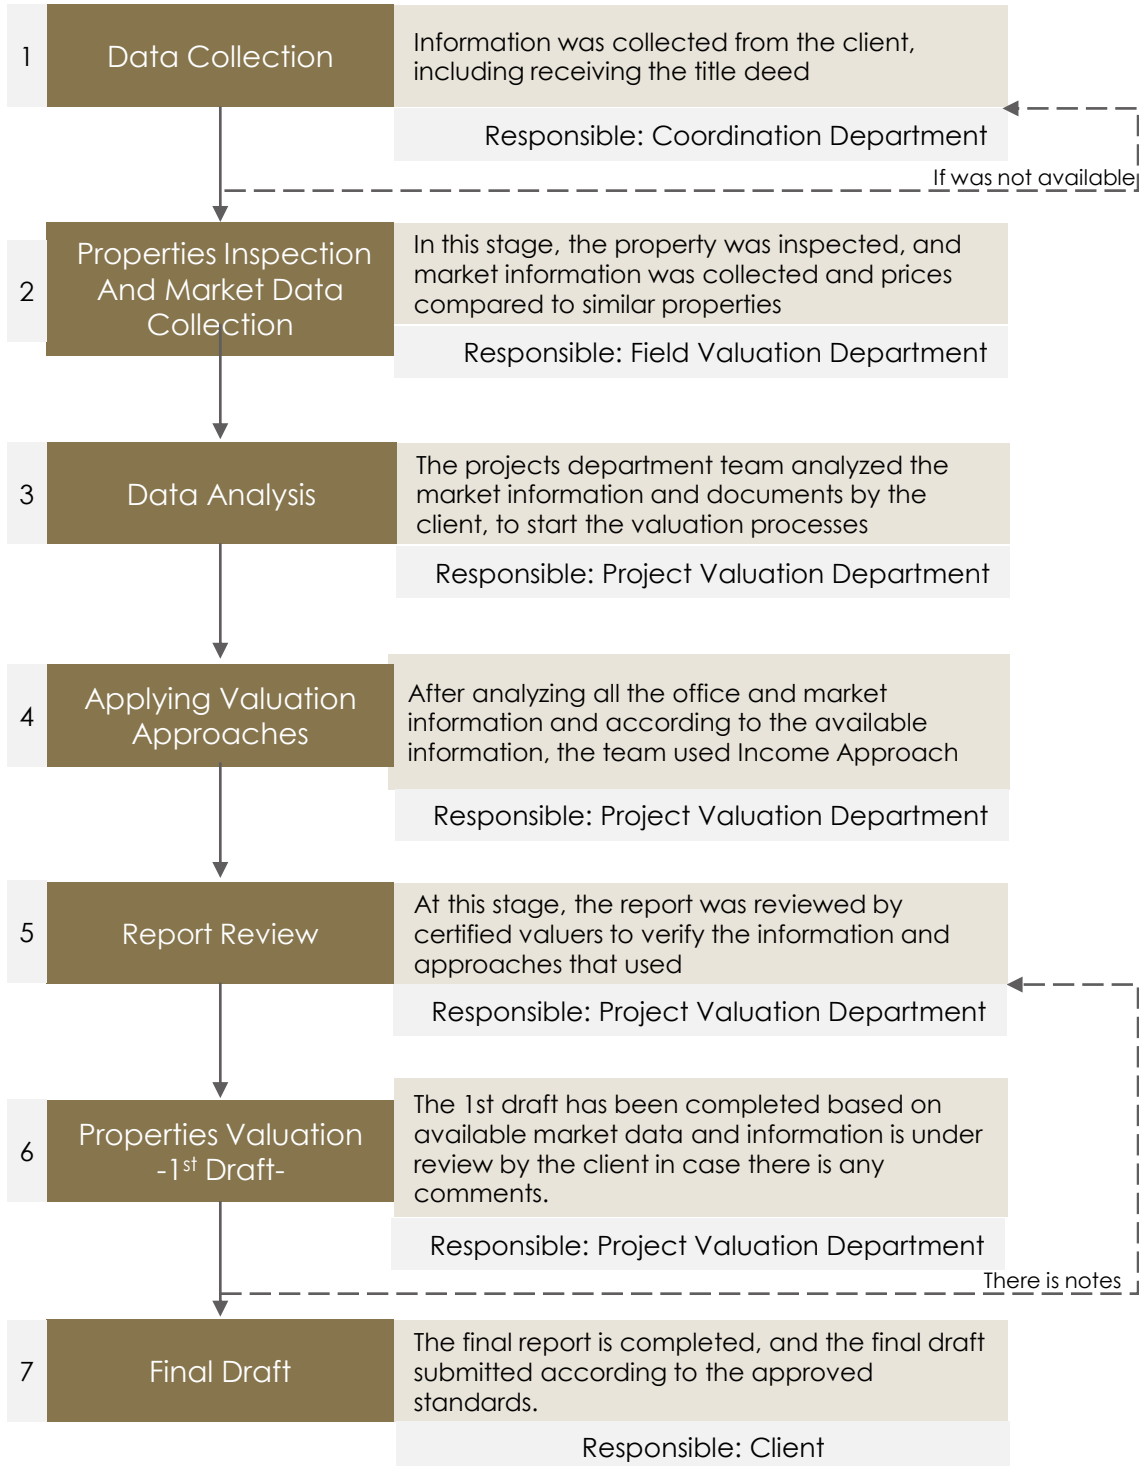 1
Data Collection
Information was collected from the client,
including receiving the title deed
Responsible: Coordination Department
If was not available
2
Properties Inspection
And Market Data
Collection
In this stage, the property was inspected, and
market information was collected and prices
compared to similar properties
Responsible: Field Valuation Department
3
Data Analysis
The projects department team analyzed the
market information and documents by the
client, to start the valuation processes
Responsible: Project Valuation Department
4
Applying Valuation
Approaches
After analyzing all the office and market
information and according to the available
information, the team used Income Approach
Responsible: Project Valuation Department
5
Report Review
At this stage, the report was reviewed by
certified valuers to verify the information and
approaches that used
Responsible: Project Valuation Department
6
Properties Valuation
-1st Draft-
The 1st draft has been completed based on
available market data and information is under
review by the client in case there is any
comments.
Responsible: Project Valuation Department
There is notes
7
Final Draft
The final report is completed, and the final draft
submitted according to the approved
standards.
Responsible: Client